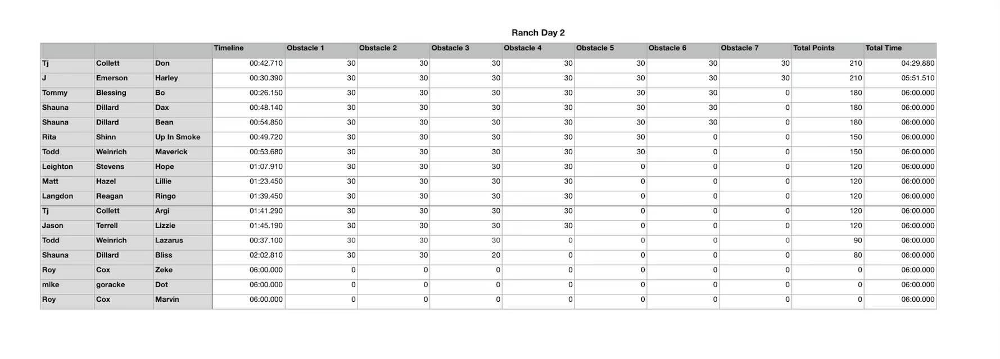 Ranch Day 2
Timeline Obstacle 1 Obstacle 2 Obstacle 3 Obstacle 4 Obstacle 5 Obstacle 6 Obstacle 7 Total Points Total Time
Tj Collett Don 00:42.710 30 30 30 30 30 30 30 210 04:29.880
J Emerson Harley 00:30.390 30 30 30 30 30 30 30 210 05:51.510
Tommy Blessing Bo 00:26.150 30 30 30 30 30 30 0 180 06:00.000
Shauna Dillard Dax 00:48.140 30 30 30 30 30 30 0 180 06:00.000
Shauna Dillard Bean 00:54.850 30 30 30 30 30 30 0 180 06:00.000
Rita Shinn Up In Smoke 00:49.720 30 30 30 30 30 0 0 150 06:00.000
Todd Weinrich Maverick 00:53.680 30 30 30 30 30 0 0 150 06:00.000
Leighton Stevens Hope 01:07.910 30 30 30 30 0 0 0 120 06:00.000
Matt Hazel Lillie 01:23.450 30 30 30 30 0 0 0 120 06:00.000
Langdon Reagan Ringo 01:39.450 30 30 30 30 0 0 0 120 06:00.000
Tj Collett Argi 01:41.290 30 30 30 30 0 0 0 120 06:00.000
Jason Terrell Lizzie 01:45.190 30 30 30 30 0 0 0 120 06:00.000
Todd Weinrich Lazarus 00:37.100 30 30 30 0 0 0 0 90 06:00.000
Shauna Dillard Bliss 02:02.810 30 30 20 0 0 0 0 80 06:00.000
Roy Cox Zeke 06:00.000 0 0 0 0 0 0 0 0 06:00.000
mike goracke Dot 06:00.000 0 0 0 0 0 0 0 0 06:00.000
Roy Cox Marvin 06:00.000 0 0 0 0 0 0 0 0 06:00.000